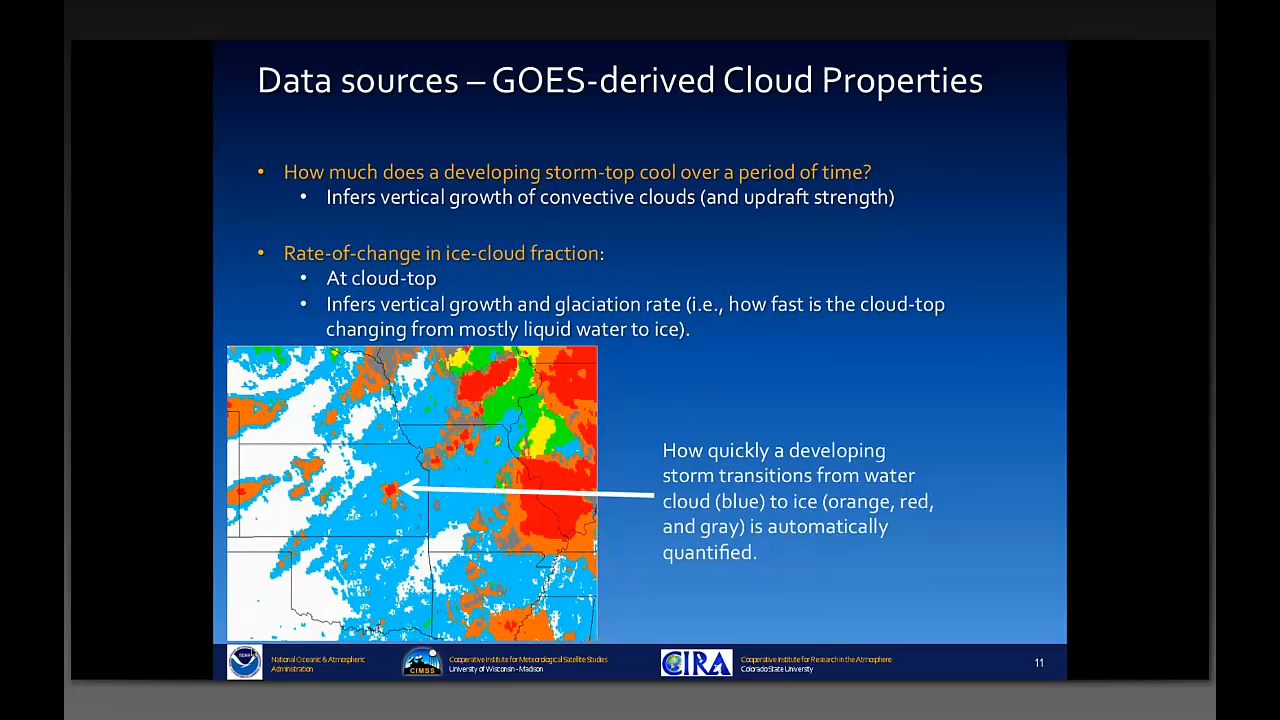 Data sources – GOES-derived Cloud Properties
• How much does a developing storm-top cool over a period of time?
• Infers vertical growth of convective clouds (and updraft strength)
• Rate-of-change in ice-cloud fraction:
• At cloud-top
• Infers vertical growth and glaciation rate (i.e., how fast is the cloud-top
changing from mostly liquid water to ice).
How quickly a developing
storm transitions from water
cloud (blue) to ice (orange, red,
and gray) is automatically
quantified.
NOAA
National Oceanic & Atmospheric
Administration
CIMSS
Cooperative Institute for Meteorological Satellite Studies
University of Wisconsin - Madison
CIRA
Cooperative Institute for Research in the Atmosphere
Colorado State University
11